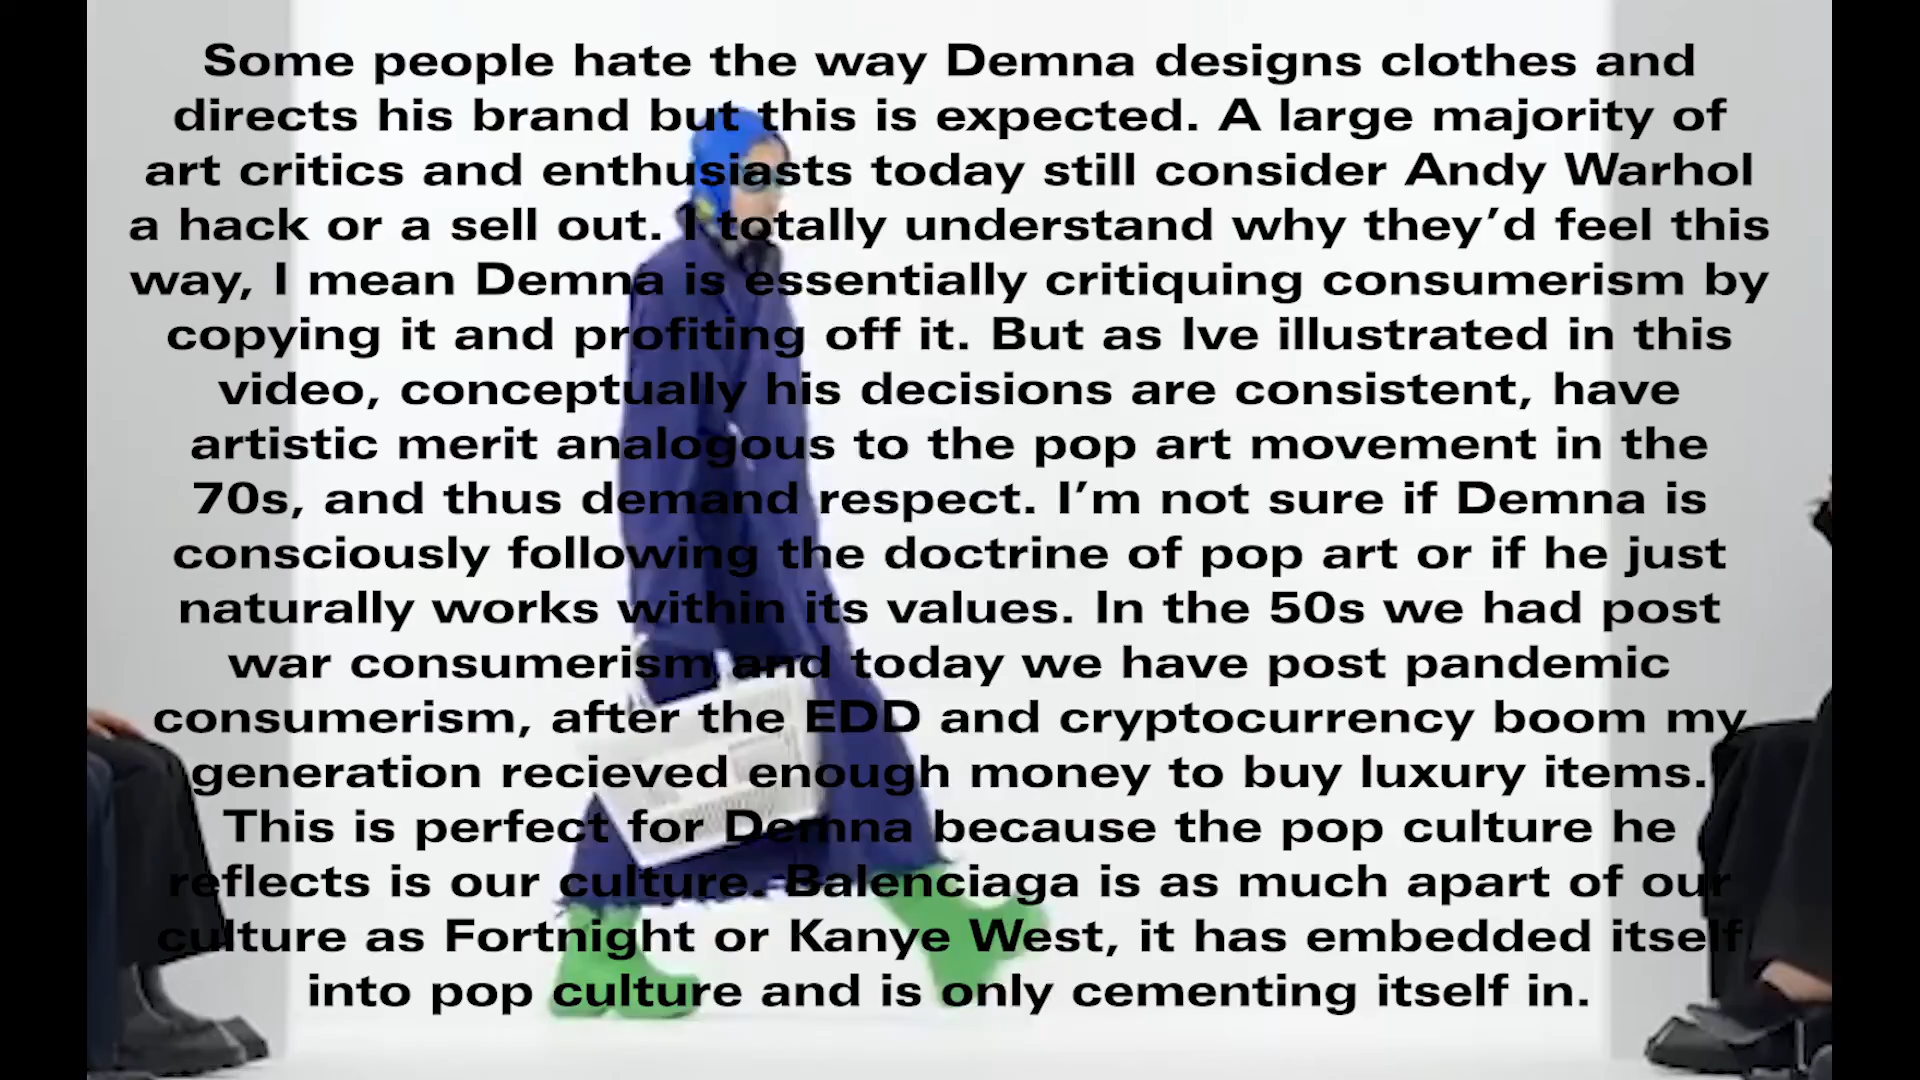 Some people hate the way Demna designs clothes and
directs his brand but this is expected. A large majority of
art critics and enthusiasts today still consider Andy Warhol
a hack or a sell out. I totally understand why they’d feel this
way, I mean Demna is essentially critiquing consumerism by
copying it and profiting off it. But as Ive illustrated in this
video, conceptually his decisions are consistent, have
artistic merit analogous to the pop art movement in the
70s, and thus demand respect. I’m not sure if Demna is
consciously following the doctrine of pop art or if he just
naturally works within its values. In the 50s we had post
war consumerism and today we have post pandemic
consumerism, after the EDD and cryptocurrency boom my
generation recieved enough money to buy luxury items.
This is perfect for Demna because the pop culture he
reflects is our culture. Balenciaga is as much apart of our
culture as Fortnight or Kanye West, it has embedded itself
into pop culture and is only cementing itself in.